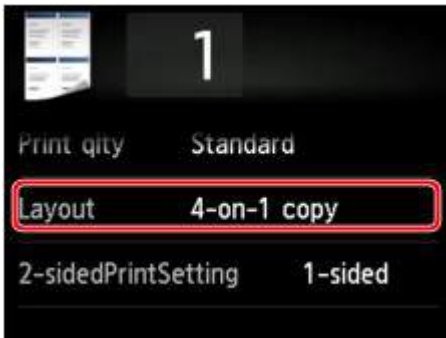 1
Print qlty Standard
Layout 4-on-1 copy
2-sidedPrintSetting 1-sided